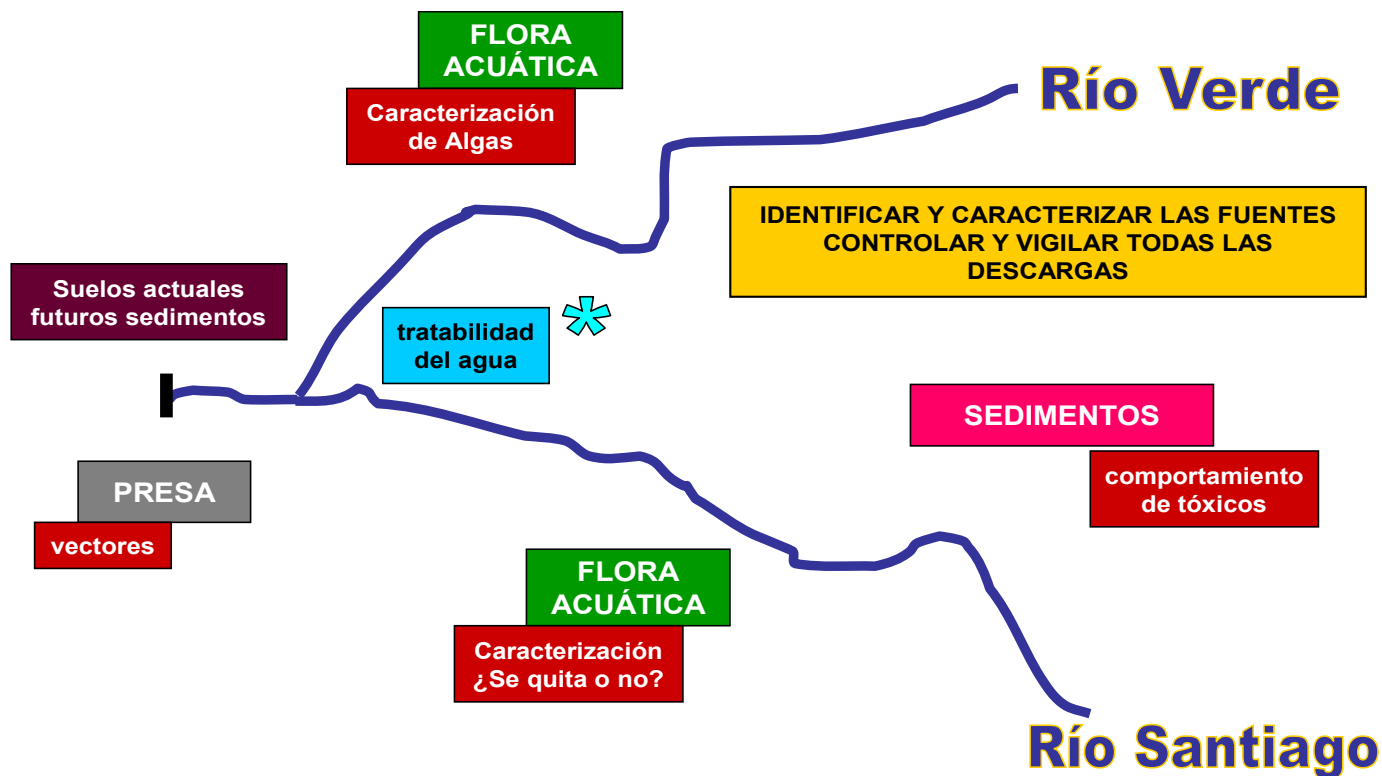 FLORA
ACUÁTICA
Caracterización
de Algas
Río Verde
IDENTIFICAR Y CARACTERIZAR LAS FUENTES
CONTROLAR Y VIGILAR TODAS LAS
DESCARGAS
Suelos actuales
futuros sedimentos
tratabilidad
del agua
*
SEDIMENTOS
comportamiento
de tóxicos
PRESA
vectores
FLORA
ACUÁTICA
Caracterización
¿Se quita o no?
Río Santiago